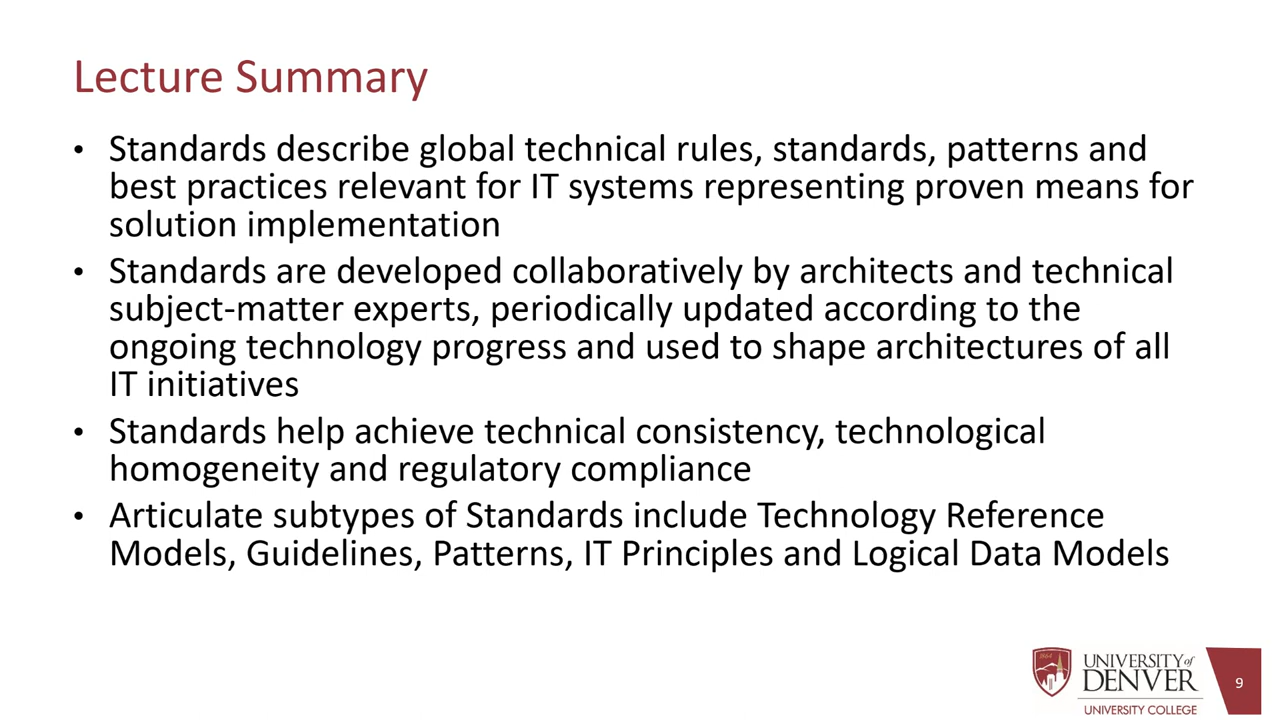 Lecture Summary
• Standards describe global technical rules, standards, patterns and
best practices relevant for IT systems representing proven means for
solution implementation
• Standards are developed collaboratively by architects and technical
subject-matter experts, periodically updated according to the
ongoing technology progress and used to shape architectures of all
IT initiatives
• Standards help achieve technical consistency, technological
homogeneity and regulatory compliance
• Articulate subtypes of Standards include Technology Reference
Models, Guidelines, Patterns, IT Principles and Logical Data Models
UNIVERSITY of
DENVER
UNIVERSITY COLLEGE
9